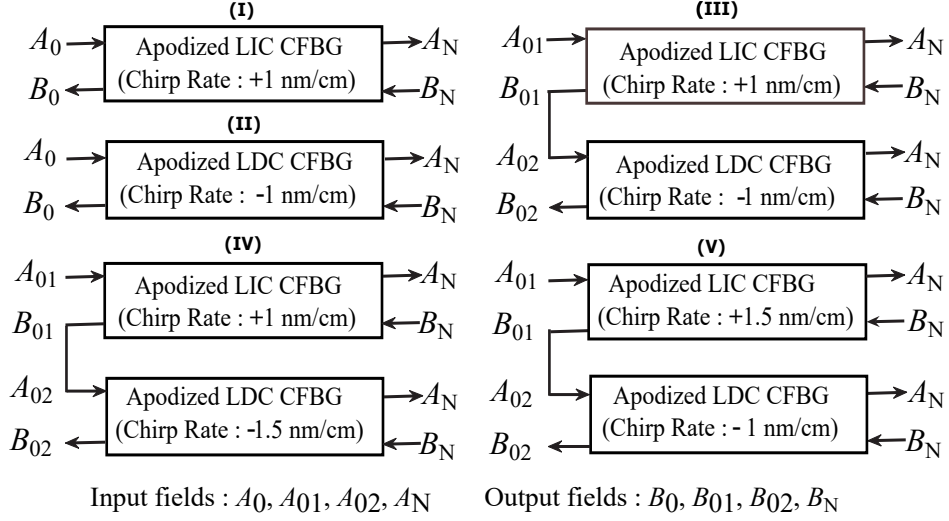 (I)
A0 Apodized LIC CFBG AN
B0 (Chirp Rate : +1 nm/cm) BN
(II)
A0 Apodized LDC CFBG AN
B0 (Chirp Rate : -1 nm/cm) BN
(III)
A01 Apodized LIC CFBG AN
B01 (Chirp Rate : +1 nm/cm) BN
A02 Apodized LDC CFBG AN
B02 (Chirp Rate : -1 nm/cm) BN
(IV)
A01 Apodized LIC CFBG AN
B01 (Chirp Rate : +1 nm/cm) BN
A02 Apodized LDC CFBG AN
B02 (Chirp Rate : -1.5 nm/cm) BN
(V)
A01 Apodized LIC CFBG AN
B01 (Chirp Rate : +1.5 nm/cm) BN
A02 Apodized LDC CFBG AN
B02 (Chirp Rate : - 1 nm/cm) BN
Input fields : A0, A01, A02, AN Output fields : B0, B01, B02, BN